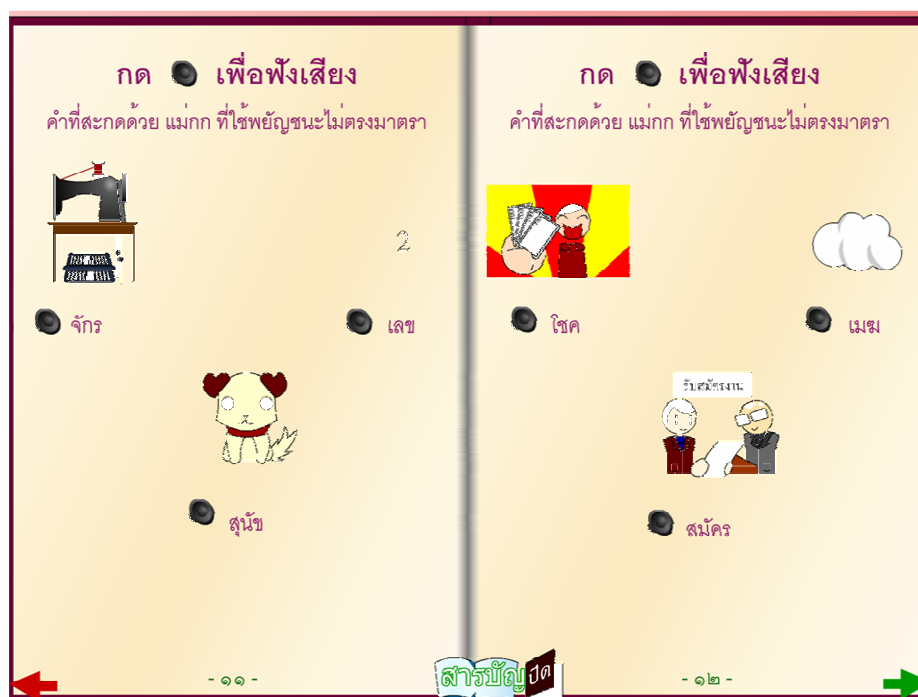 กด เพื่อฟังเสียง
คำที่สะกดด้วย แม่กก ที่ใช้พยัญชนะไม่ตรงมาตรา
2
จักร
เลข
สุนัข
- ๑๑ -
กด เพื่อฟังเสียง
คำที่สะกดด้วย แม่กก ที่ใช้พยัญชนะไม่ตรงมาตรา
โชค
เมฆ
รับสมัครงาน
สมัคร
- ๑๒ -
สารบัญ
ปิด